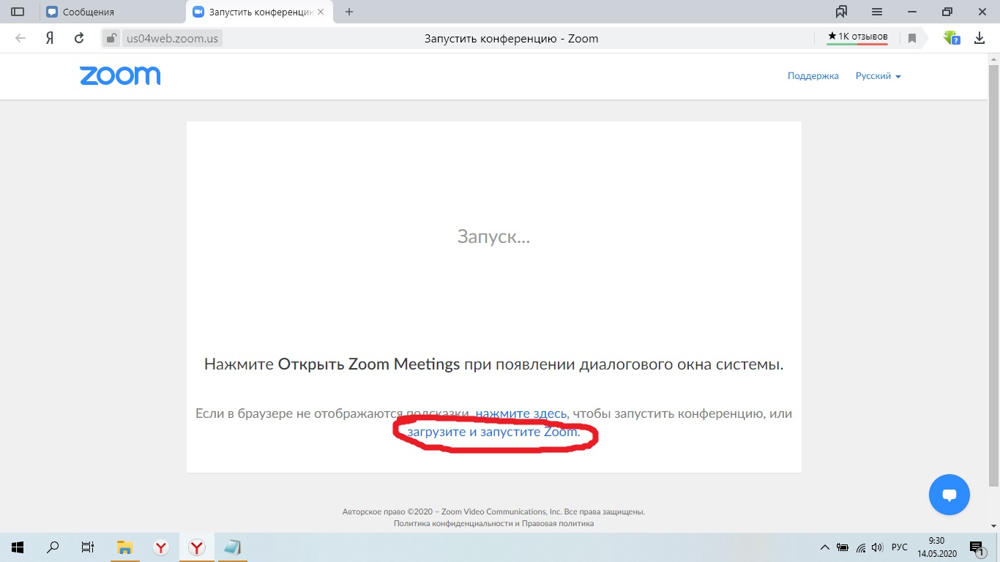 Сообщения
Запустить конференцик
Я
us04web.zoom.us
Запустить конференцию - Zoom
★1K отзывов
zoom
Поддержка
Русский
Запуск...
Нажмите Открыть Zoom Meetings при появлении диалогового окна системы.
Если в браузере не отображаются подсказки, нажмите здесь, чтобы запустить конференцию, или
загрузите и запустите Zoom.
Авторское право ©2020 – Zoom Video Communications, Inc. Все права защищены.
Политика конфиденциальности и Правовая политика
РУС
9:30
14.05.2020
1